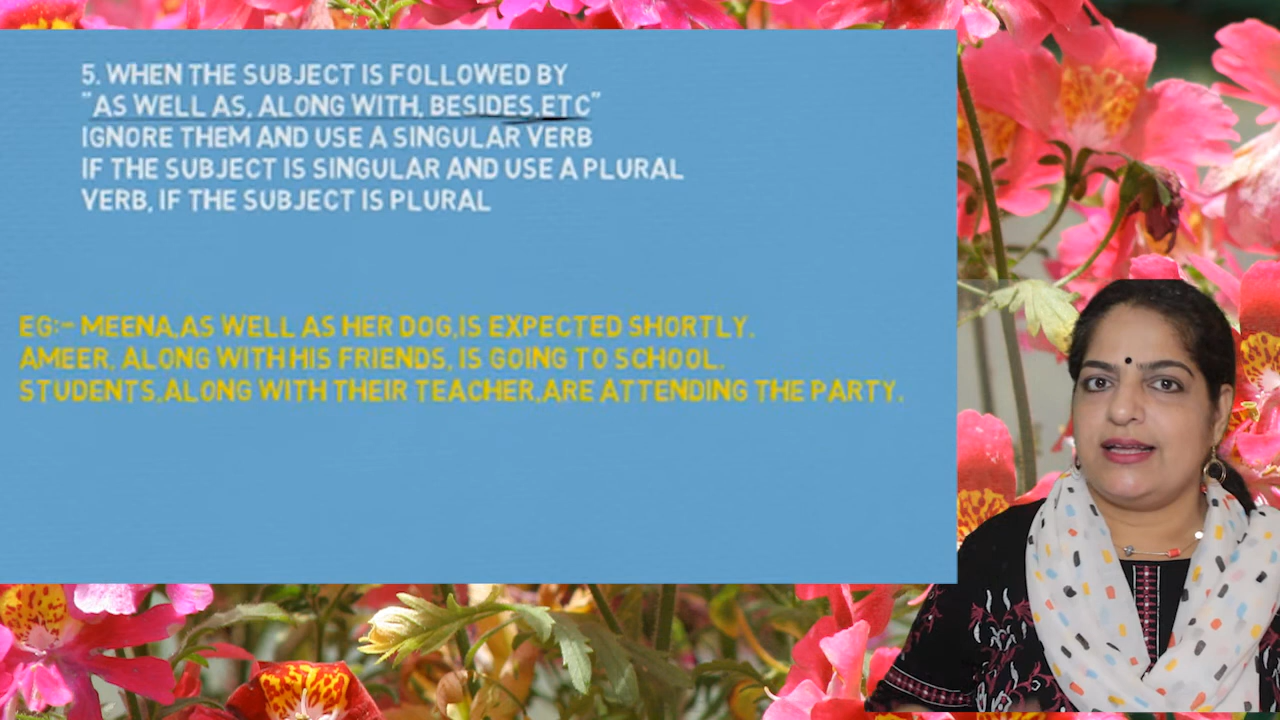 5. WHEN THE SUBJECT IS FOLLOWED BY
"AS WELL AS, ALONG WITH, BESIDES,ETC"
IGNORE THEM AND USE A SINGULAR VERB
IF THE SUBJECT IS SINGULAR AND USE A PLURAL
VERB, IF THE SUBJECT IS PLURAL
EG:- MEENA,AS WELL AS HER DOG,IS EXPECTED SHORTLY.
AMEER, ALONG WITH HIS FRIENDS, IS GOING TO SCHOOL.
STUDENTS,ALONG WITH THEIR TEACHER,ARE ATTENDING THE PARTY.